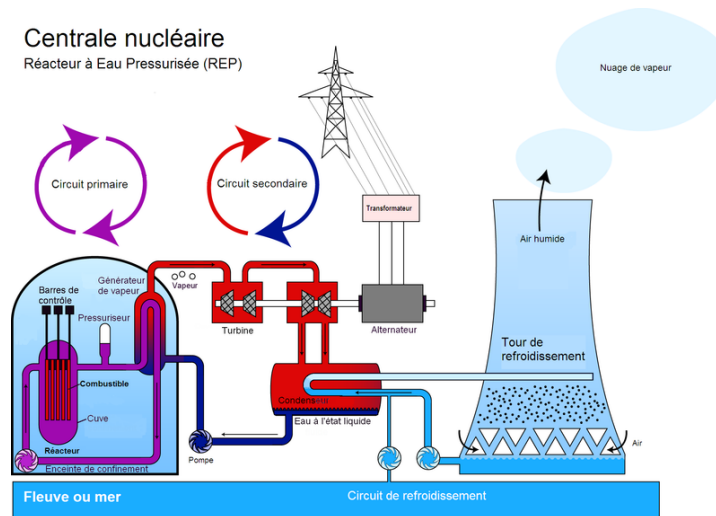 Centrale nucléaire
Réacteur à Eau Pressurisée (REP)
Nuage de vapeur
Circuit primaire
Circuit secondaire
Transformateur
Air humide
Barres de
contrôle
Générateur
de vapeur
Vapeur
Pressuriseur
Turbine
Alternateur
Tour de
refroidissement
Combustible
Cuve
Réacteur
Enceinte de confinement
Pompe
Eau à l'état liquide
Air
Fleuve ou mer
Circuit de refroidissement